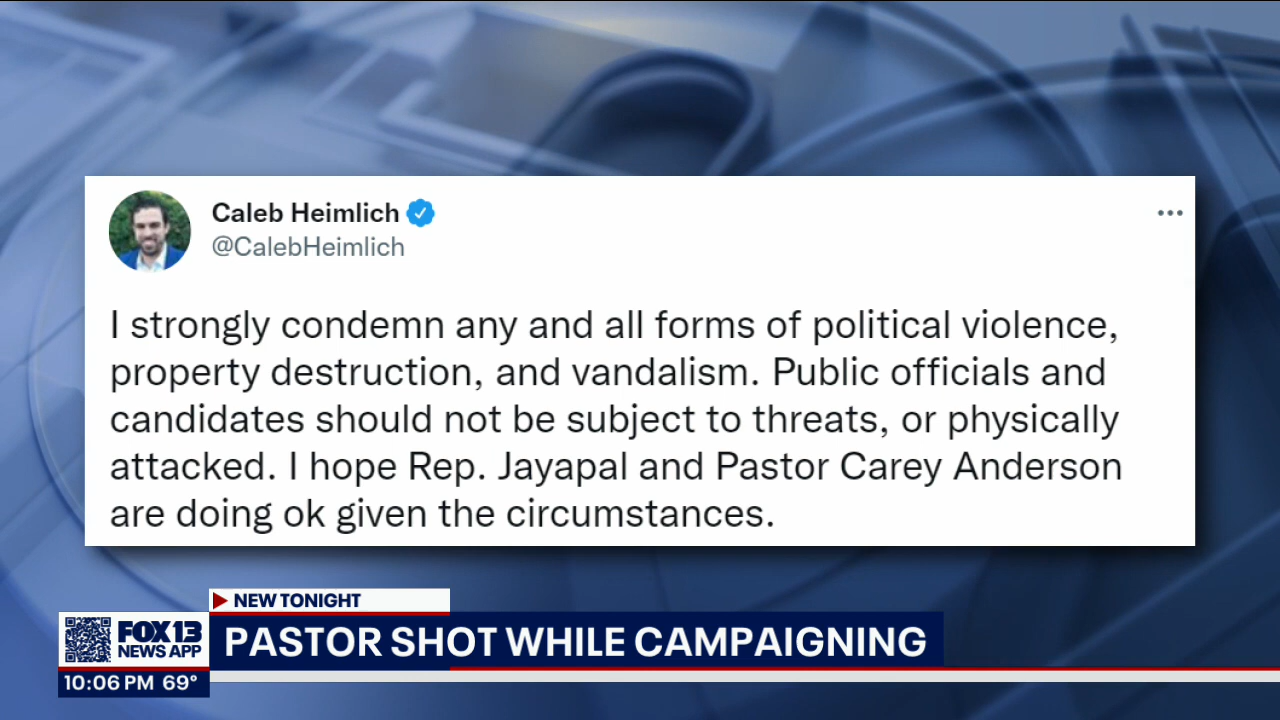 Caleb Heimlich
@CalebHeimlich
I strongly condemn any and all forms of political violence,
property destruction, and vandalism. Public officials and
candidates should not be subject to threats, or physically
attacked. I hope Rep. Jayapal and Pastor Carey Anderson
are doing ok given the circumstances.
NEW TONIGHT
FOX13
NEWS APP
PASTOR SHOT WHILE CAMPAIGNING
10:06 PM 69°